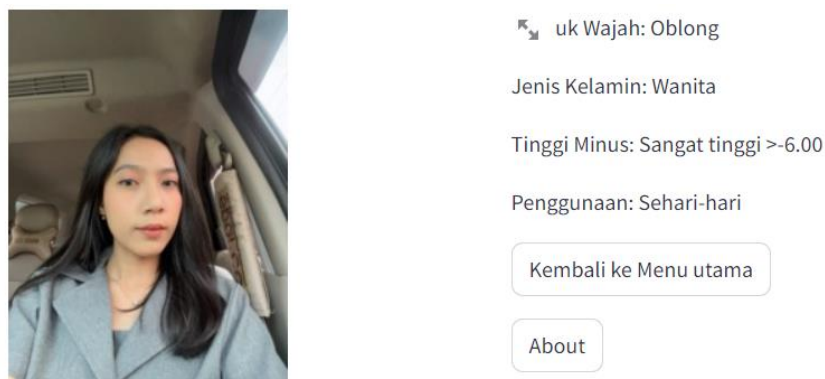 uk Wajah: Oblong
Jenis Kelamin: Wanita
Tinggi Minus: Sangat tinggi >-6.00
Penggunaan: Sehari-hari
Kembali ke Menu utama
About